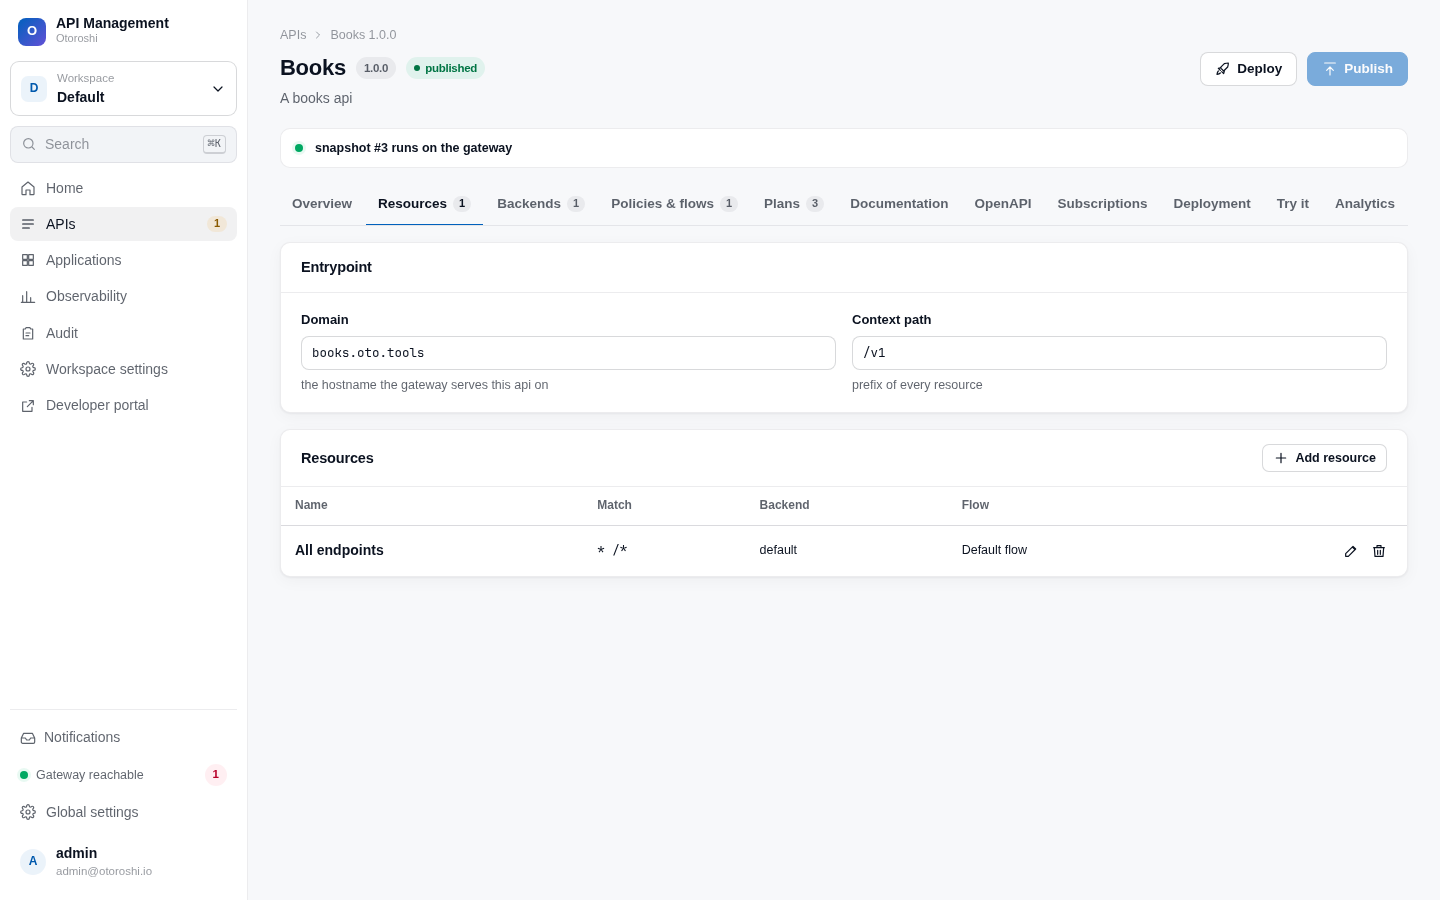 O
API Management
Otoroshi
D
Workspace
Default
Search
⌘K
Home
APIs
1
Applications
Observability
Audit
Workspace settings
Developer portal
Notifications
Gateway reachable
1
Global settings
A
admin
admin@otoroshi.io
APIs
Books 1.0.0
Books
1.0.0
published
Deploy
Publish
A books api
snapshot #3 runs on the gateway
Overview
Resources 1
Backends 1
Policies & flows 1
Plans 3
Documentation
OpenAPI
Subscriptions
Deployment
Try it
Analytics
Entrypoint
Domain
Context path
books.oto.tools
/v1
the hostname the gateway serves this api on
prefix of every resource
Resources
Add resource
Name
Match
Backend
Flow
All endpoints
* /*
default
Default flow